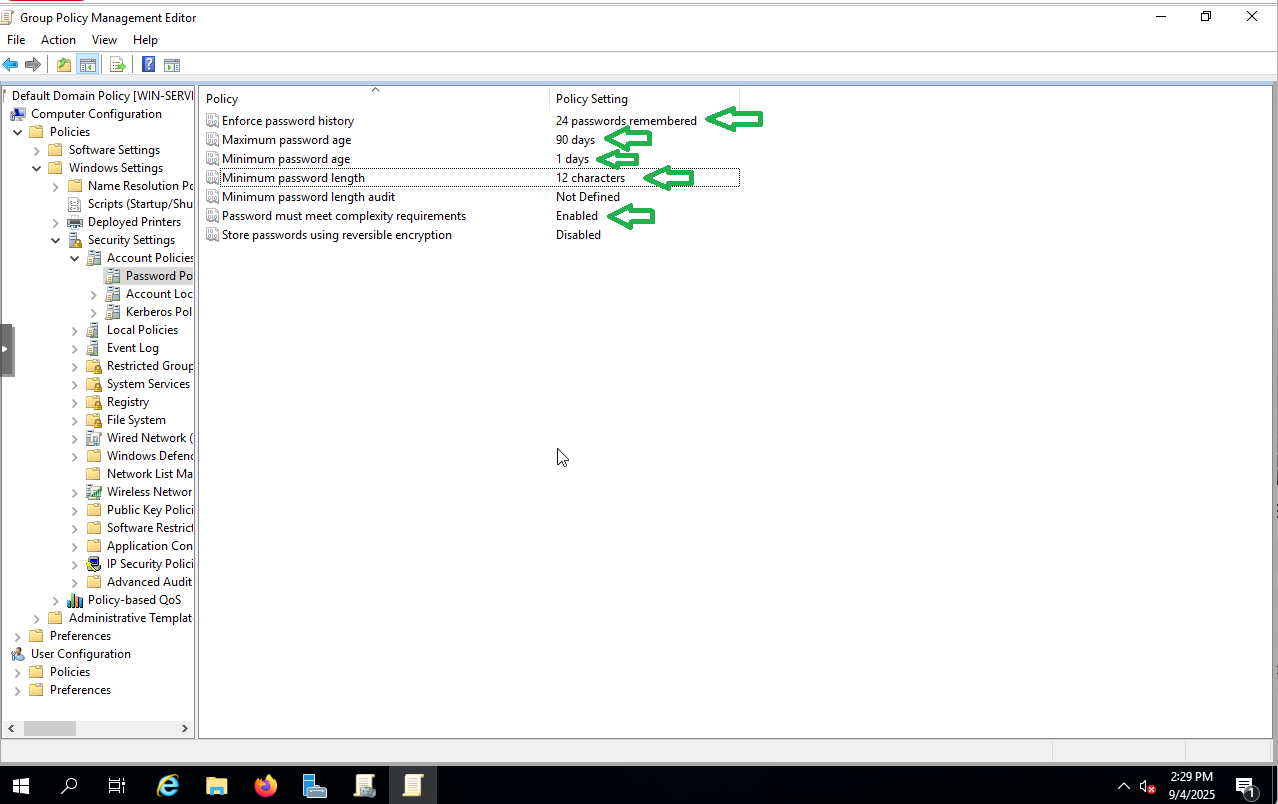 Group Policy Management Editor
File Action View Help
Default Domain Policy [WIN-SERVI
Computer Configuration
Policies
Software Settings
Windows Settings
Name Resolution Po
Scripts (Startup/Shu
Deployed Printers
Security Settings
Account Policies
Password Po
Account Loc
Kerberos Pol
Local Policies
Event Log
Restricted Group
System Services
Registry
File System
Wired Network (
Windows Defend
Network List Ma
Wireless Networ
Public Key Polici
Software Restrict
Application Con
IP Security Polici
Advanced Audit
Policy-based QoS
Administrative Templat
Preferences
User Configuration
Policies
Preferences
Policy Policy Setting
Enforce password history 24 passwords remembered
Maximum password age 90 days
Minimum password age 1 days
Minimum password length 12 characters
Minimum password length audit Not Defined
Password must meet complexity requirements Enabled
Store passwords using reversible encryption Disabled
2:29 PM
9/4/2025
1